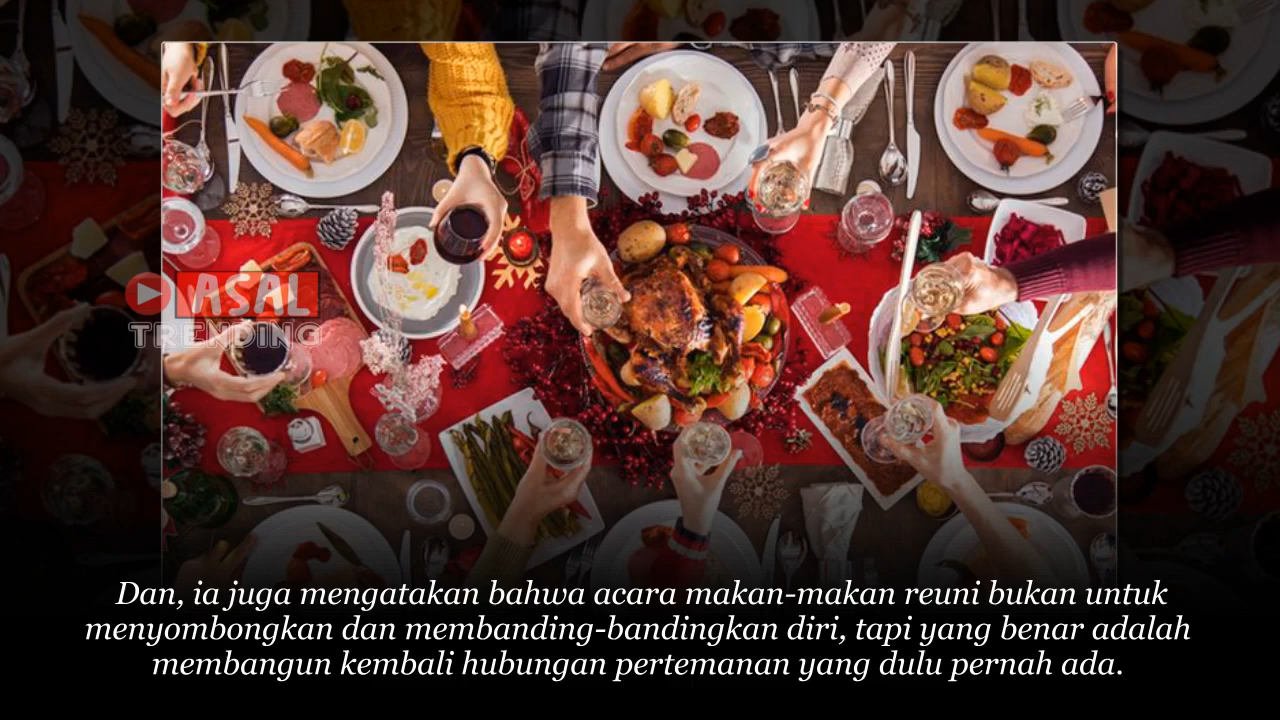 ASAL
TRENDING
Dan, ia juga mengatakan bahwa acara makan-makan reuni bukan untuk
menyombongkan dan membanding-bandingkan diri, tapi yang benar adalah
membangun kembali hubungan pertemanan yang dulu pernah ada.